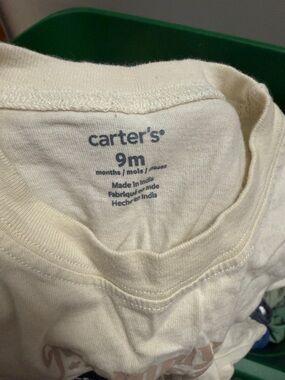 carter's®
9m
months / mois / meses
Made in India
Fabriqué en Inde
Hecho en India